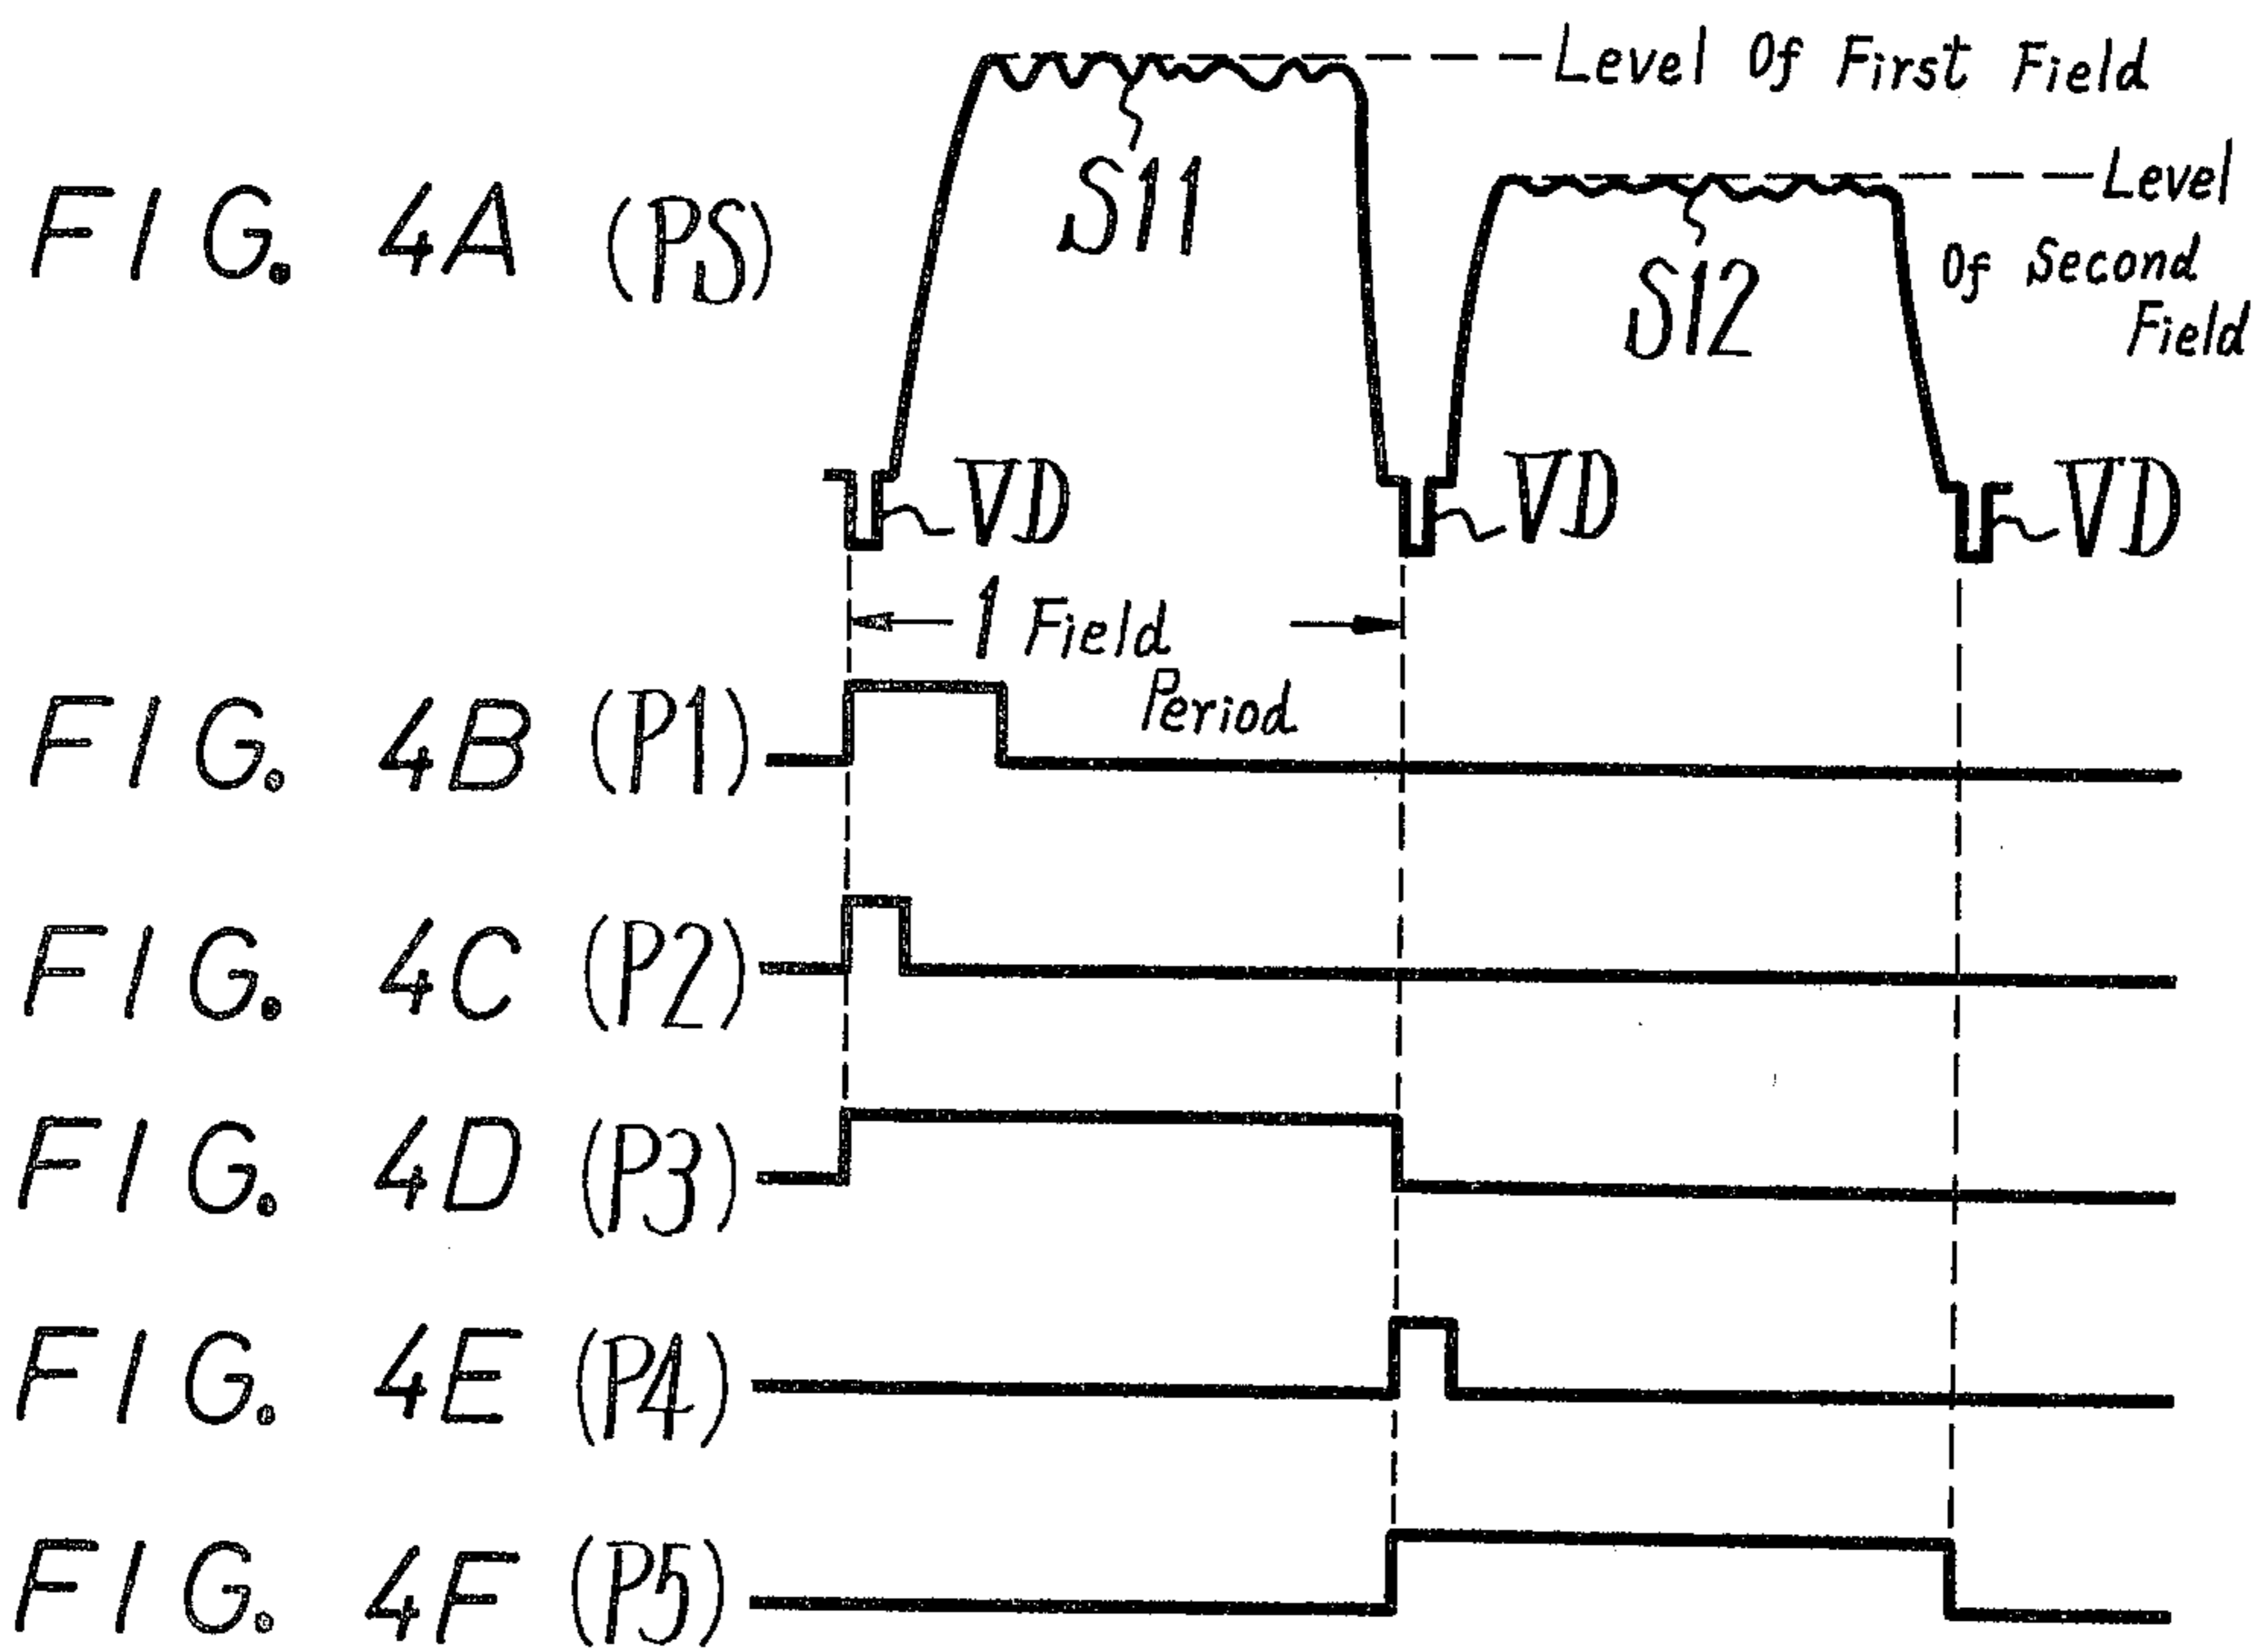 Level Of First Field
FIG. 4A (PS)
S11
Level
Of Second
Field
S12
VD
VD
VD
1 Field
Period
FIG. 4B (P1)
FIG. 4C (P2)
FIG. 4D (P3)
FIG. 4E (P4)
FIG. 4F (P5)